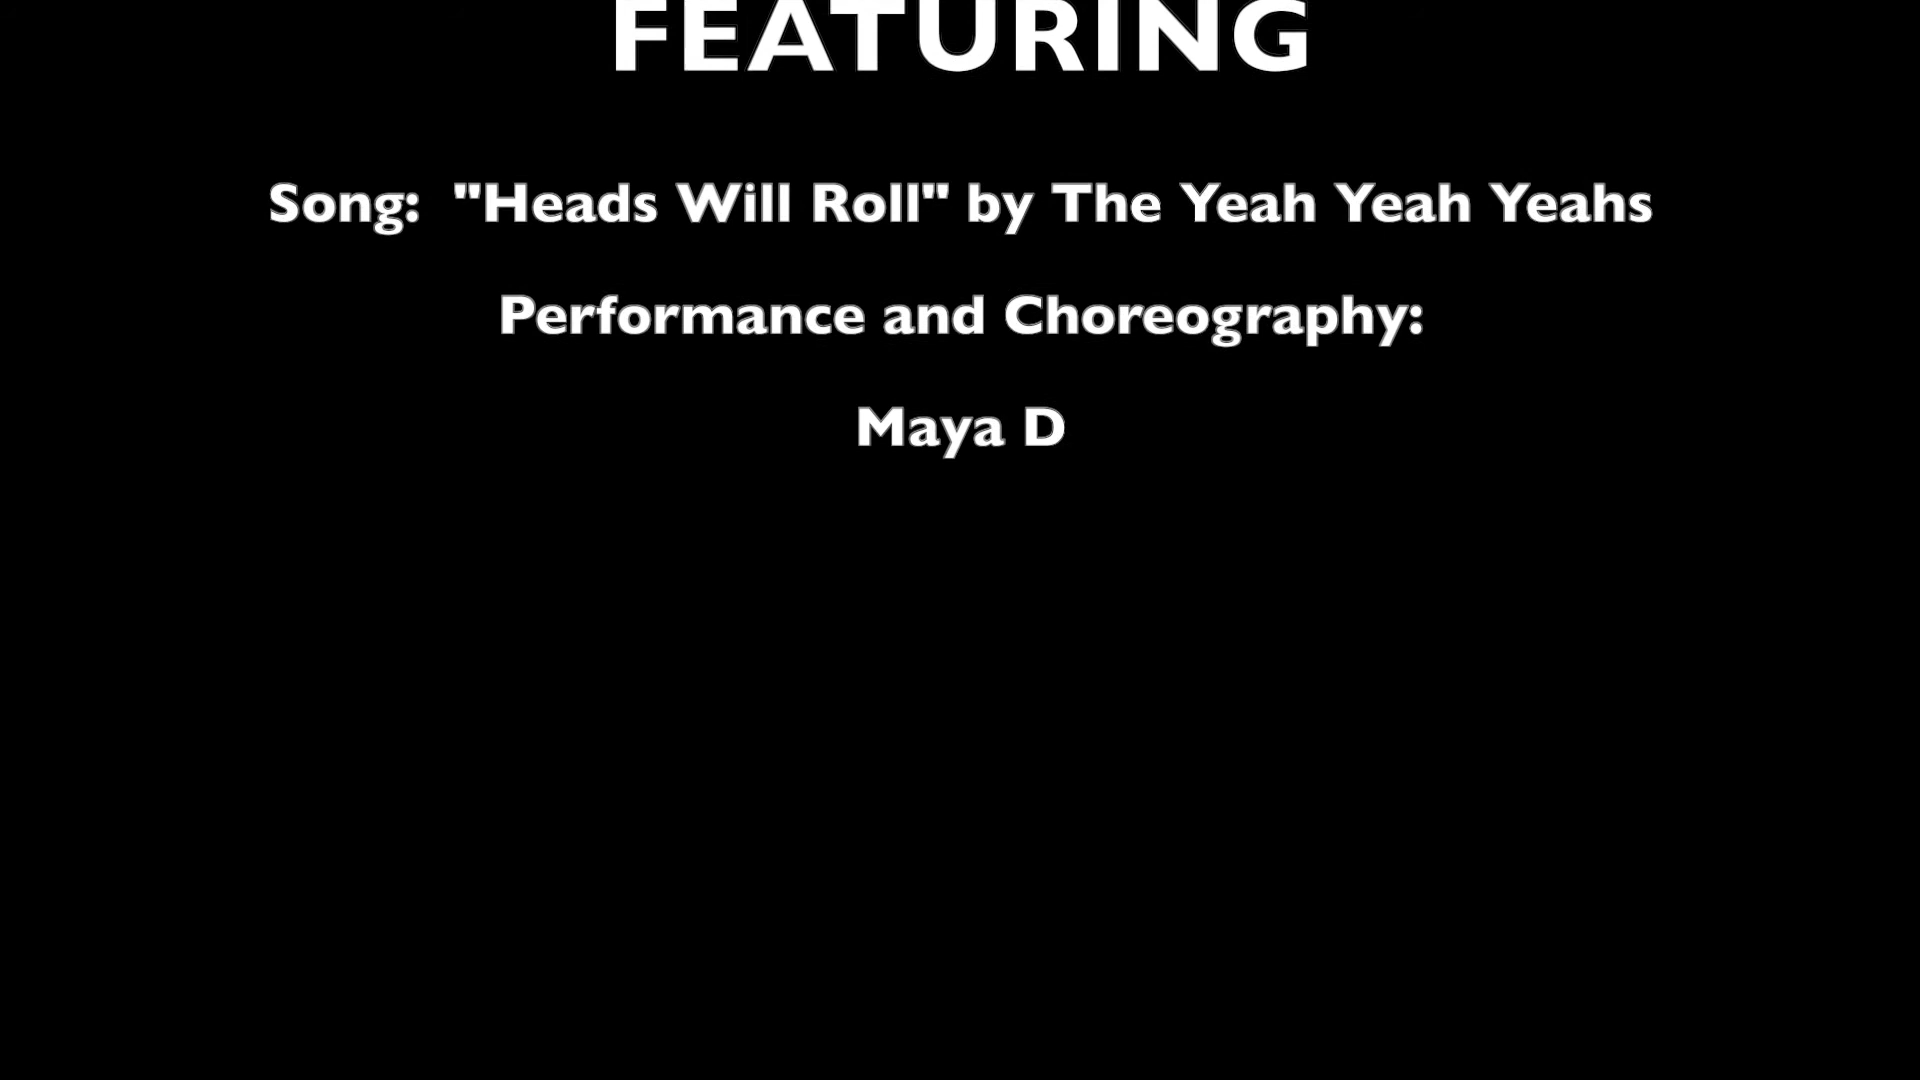 FEATURING
Song:  "Heads Will Roll" by The Yeah Yeah Yeahs
Performance and Choreography:
Maya D